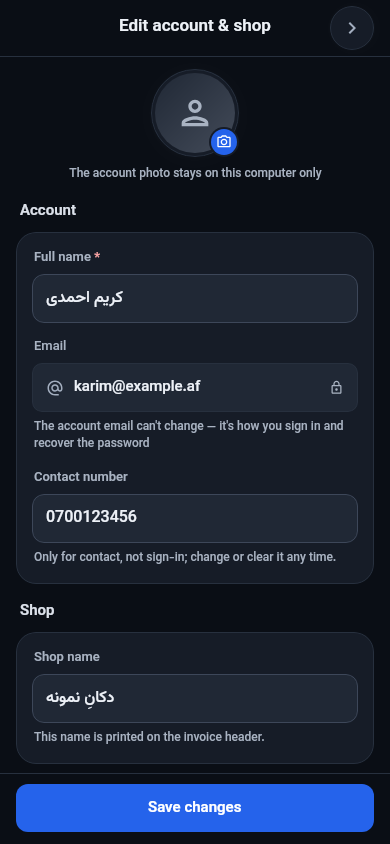 Edit account & shop
The account photo stays on this computer only
Account
Full name *
کریم احمدی
Email
karim@example.af
The account email can't change — it's how you sign in and
recover the password
Contact number
0700123456
Only for contact, not sign-in; change or clear it any time.
Shop
Shop name
دکانِ نمونه
This name is printed on the invoice header.
Save changes